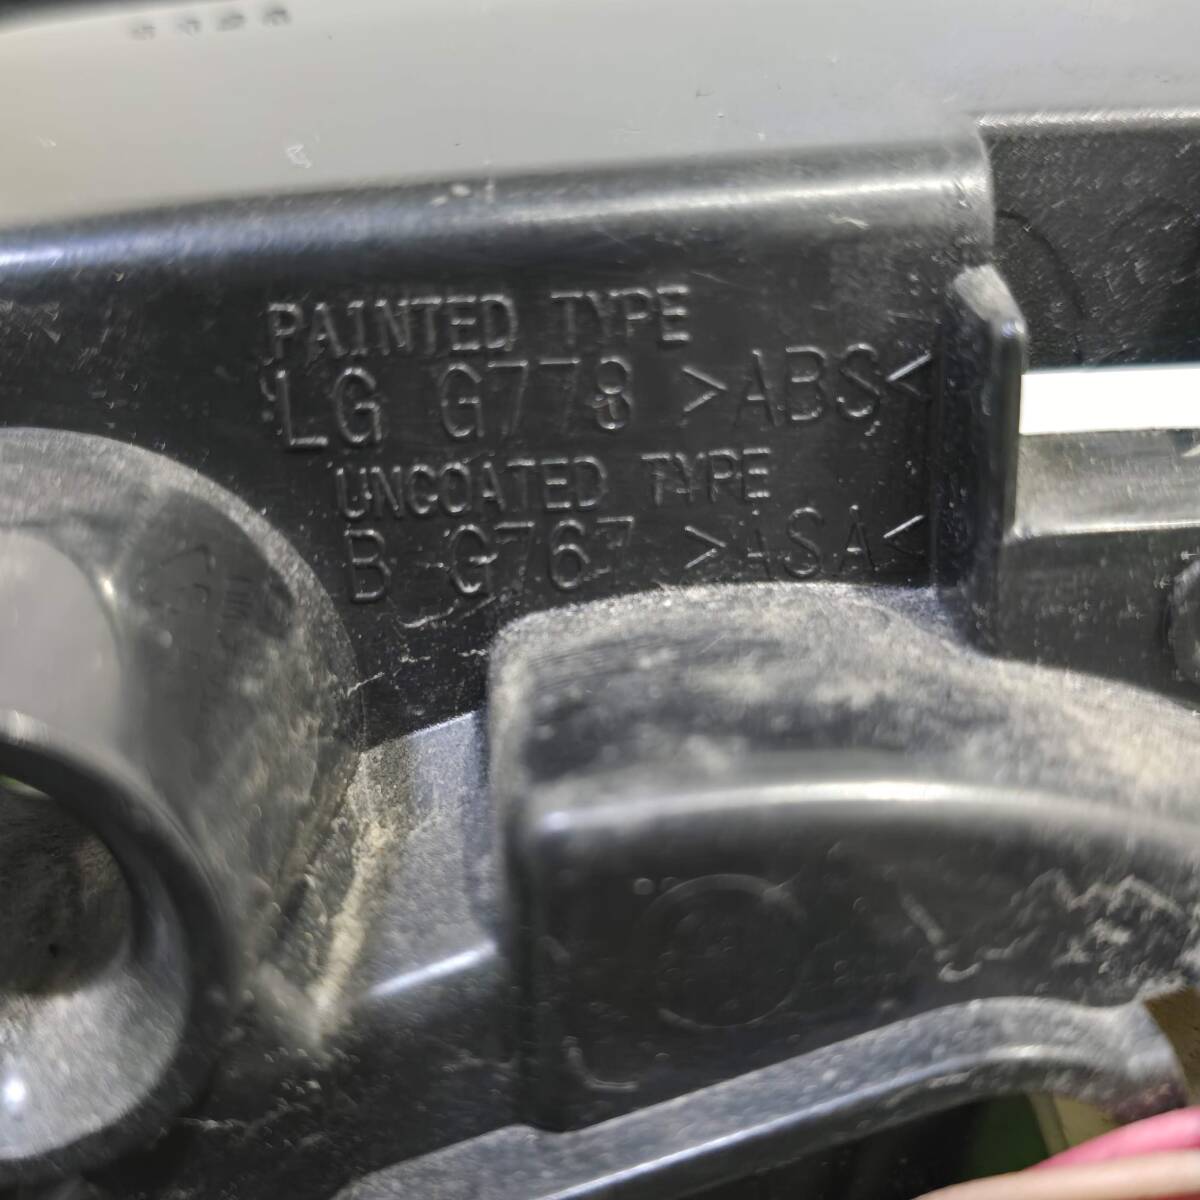 PAINTED TYPE
LG G778 >ABS<
UNCOATED TYPE
B G767 >ASA<